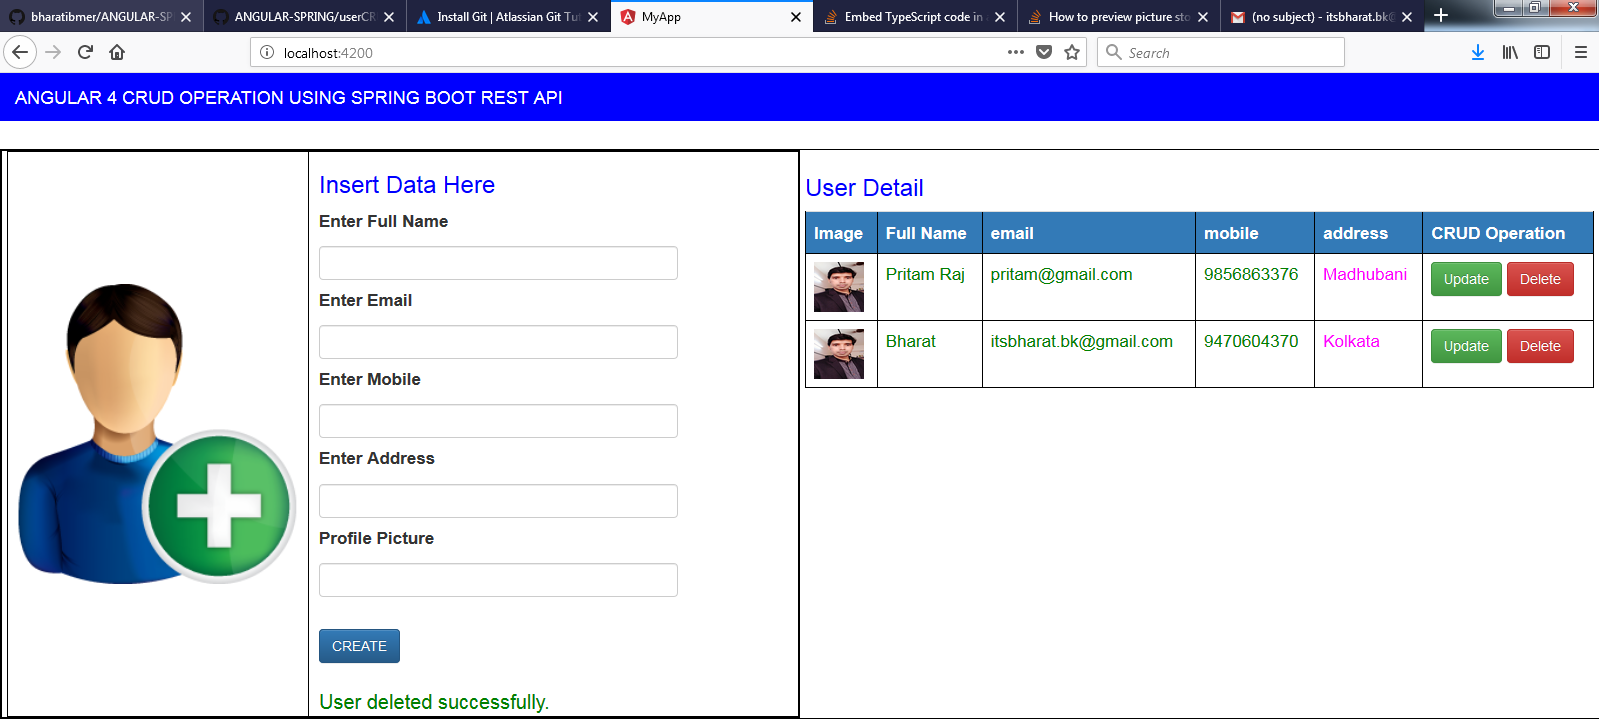 bharatibmer/ANGULAR-SP
ANGULAR-SPRING/userCR
Install Git | Atlassian Git Tut
MyApp
Embed TypeScript code in a
How to preview picture sto
(no subject) - itsbharat.bk@
localhost:4200
Search
ANGULAR 4 CRUD OPERATION USING SPRING BOOT REST API
Insert Data Here
Enter Full Name
Enter Email
Enter Mobile
Enter Address
Profile Picture
CREATE
User deleted successfully.
User Detail
Image Full Name email mobile address CRUD Operation
Pritam Raj pritam@gmail.com 9856863376 Madhubani Update Delete
Bharat itsbharat.bk@gmail.com 9470604370 Kolkata Update Delete